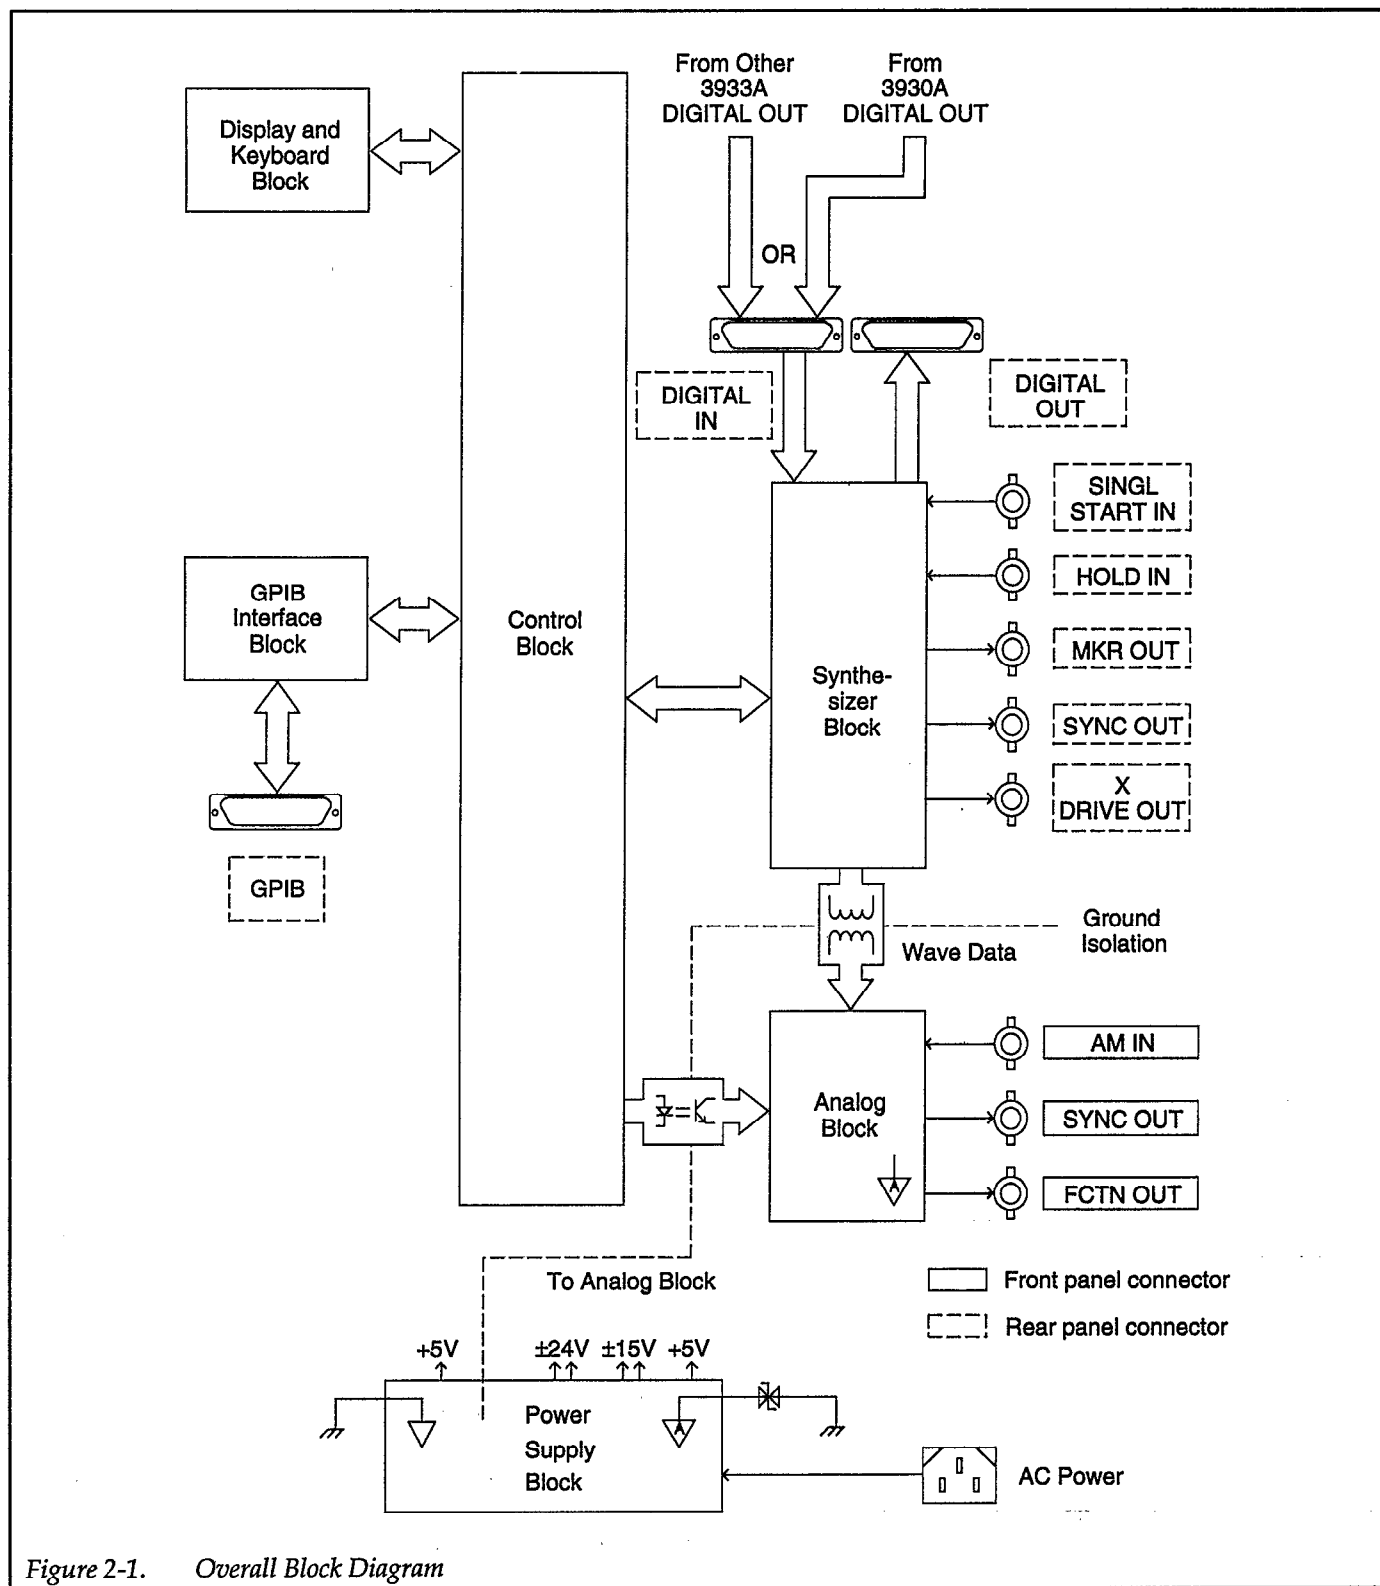 From Other
3933A
DIGITAL OUT
From
3930A
DIGITAL OUT
Display and
Keyboard
Block
OR
DIGITAL
IN
DIGITAL
OUT
SINGL
START IN
HOLD IN
GPIB
Interface
Block
Control
Block
MKR OUT
Synthe-
sizer
Block
SYNC OUT
X
DRIVE OUT
GPIB
Ground
Isolation
Wave Data
AM IN
Analog
Block
SYNC OUT
A
FCTN OUT
To Analog Block
Front panel connector
Rear panel connector
+5V
±24V
±15V
+5V
Power
Supply
Block
A
AC Power
Figure 2-1. Overall Block Diagram